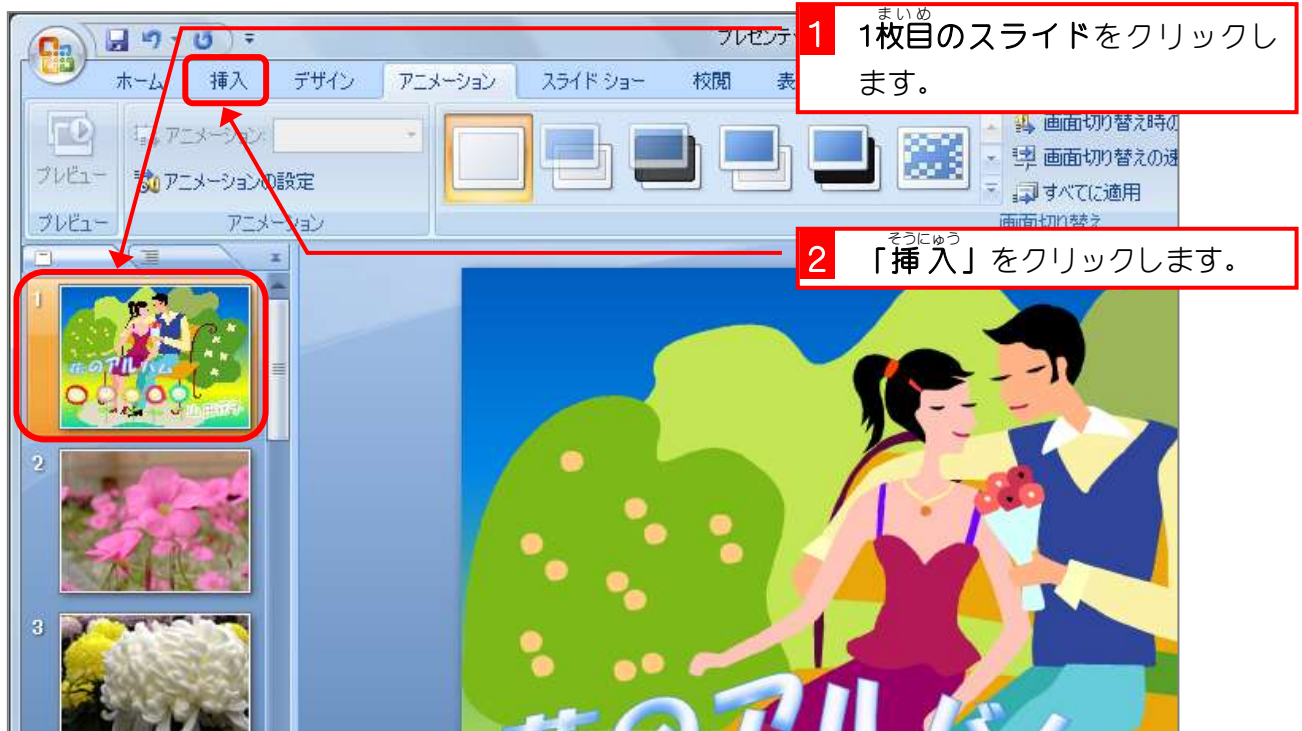 プレゼンテ
ホーム 挿入 デザイン アニメーション スライド ショー 校閲 表
1 1枚目のスライドをクリックし
まいめ
ます。
プレビュー
アニメーション:
アニメーションの設定
画面切り替え時の
画面切り替えの速
すべてに適用
プレビュー アニメーション 画面切り替え
そうにゅう
2 「挿入」をクリックします。
1
花のアルバム
2
3
花のアルバム